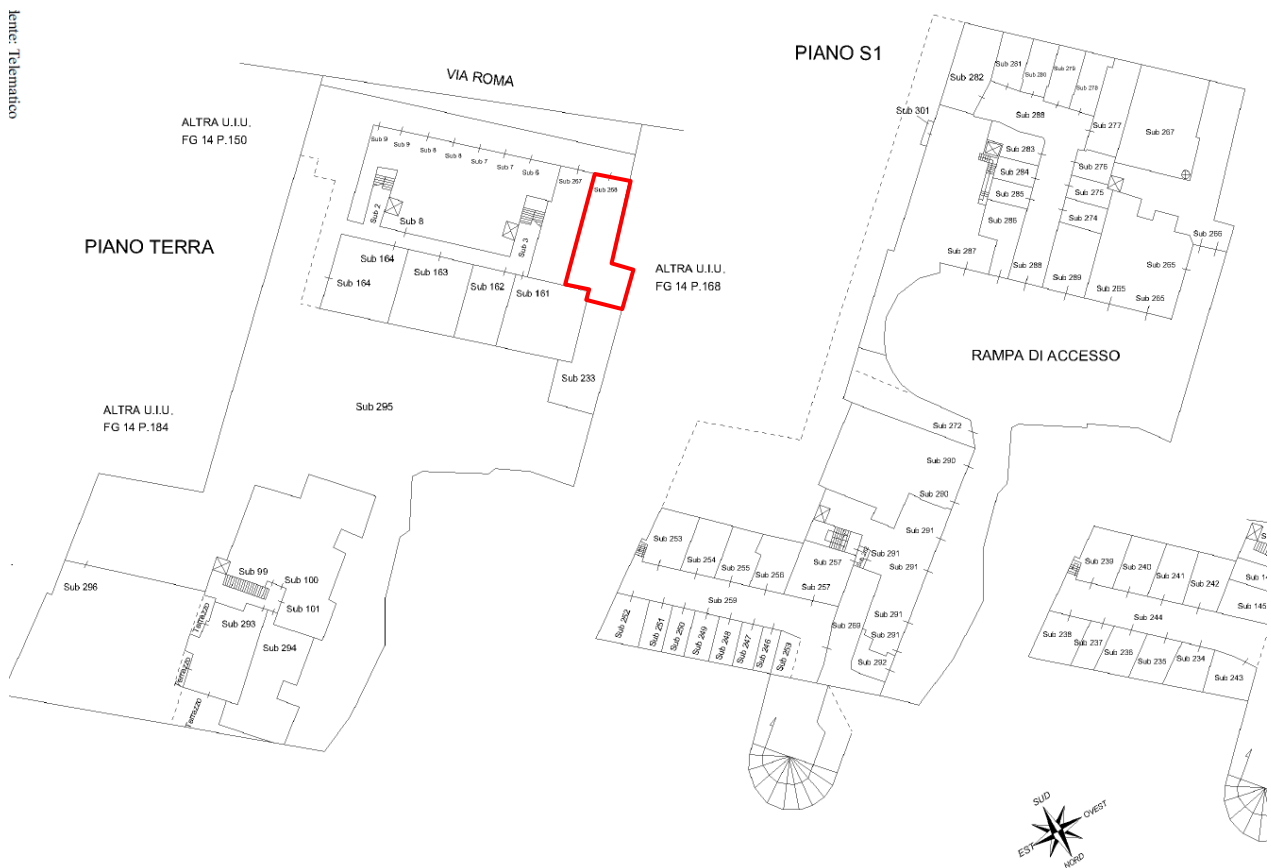 dente: Telematico
PIANO TERRA
VIA ROMA
ALTRA U.I.U.
FG 14 P.150
Sub 9
Sub 9
Sub 8
Sub 8
Sub 7
Sub 7
Sub 6
Sub 267
Sub 268
Sub 2
Sub 8
Sub 3
Sub 164
Sub 164
Sub 163
Sub 162
Sub 161
ALTRA U.I.U.
FG 14 P.168
Sub 233
Sub 295
ALTRA U.I.U.
FG 14 P.184
Sub 296
Sub 99
Sub 100
Sub 101
Sub 293
Sub 294
Terrazzo
Terrazzo
Terrazzo
PIANO S1
Sub 282
Sub 281
Sub 280
Sub 279
Sub 278
Sub 301
Sub 288
Sub 277
Sub 267
Sub 283
Sub 284
Sub 285
Sub 286
Sub 276
Sub 275
Sub 274
Sub 287
Sub 288
Sub 289
Sub 266
Sub 265
Sub 265
Sub 265
RAMPA DI ACCESSO
Sub 272
Sub 290
Sub 290
Sub 291
Sub 291
Sub 291
Sub 291
Sub 291
Sub 292
Sub 253
Sub 254
Sub 255
Sub 256
Sub 257
Sub 257
Sub 259
Sub 269
Sub 252
Sub 251
Sub 250
Sub 249
Sub 248
Sub 247
Sub 246
Sub 253
Sub 239
Sub 240
Sub 241
Sub 242
Sub 145
Sub 244
Sub 238
Sub 237
Sub 236
Sub 235
Sub 234
Sub 243
SUD
OVEST
EST
NORD